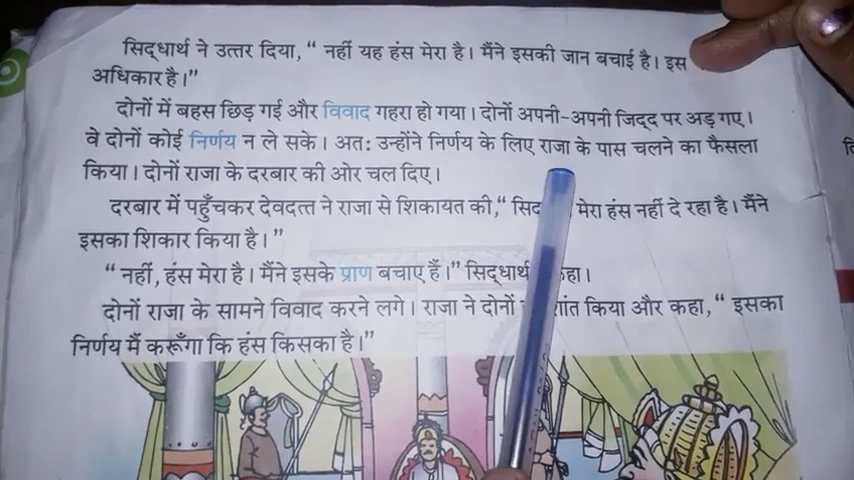 सिद्धार्थ ने उत्तर दिया, “ नहीं यह हंस मेरा है। मैंने इसकी जान बचाई है। इस
अधिकार है।”
दोनों में बहस छिड़ गई और विवाद गहरा हो गया। दोनों अपनी-अपनी जिद्द पर अड़ गए।
वे दोनों कोई निर्णय न ले सके। अतः उन्होंने निर्णय के लिए राजा के पास चलने का फैसला
किया। दोनों राजा के दरबार की ओर चल दिए।
दरबार में पहुँचकर देवदत्त ने राजा से शिकायत की,“ मेरा हंस नहीं दे रहा है। मैंने
इसका शिकार किया है।”
“ नहीं, हंस मेरा है। मैंने इसके प्राण बचाए हैं।” सिद्धार्थ
दोनों राजा के सामने विवाद करने लगे। राजा ने दोनों शांत किया और कहा,“ इसका
निर्णय मैं करूँगा कि हंस किसका है।”